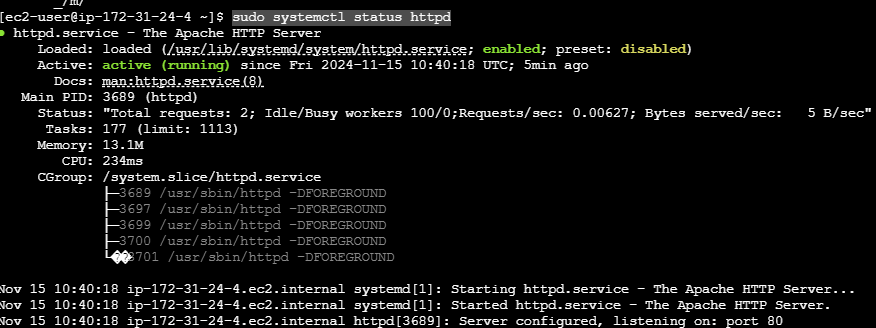 _/m/
[ec2-user@ip-172-31-24-4 ~]$ sudo systemctl status httpd
● httpd.service - The Apache HTTP Server
Loaded: loaded (/usr/lib/systemd/system/httpd.service; enabled; preset: disabled)
Active: active (running) since Fri 2024-11-15 10:40:18 UTC; 5min ago
Docs: man:httpd.service(8)
Main PID: 3689 (httpd)
Status: "Total requests: 2; Idle/Busy workers 100/0;Requests/sec: 0.00627; Bytes served/sec:   5 B/sec"
Tasks: 177 (limit: 1113)
Memory: 13.1M
CPU: 234ms
CGroup: /system.slice/httpd.service
├─3689 /usr/sbin/httpd -DFOREGROUND
├─3697 /usr/sbin/httpd -DFOREGROUND
├─3699 /usr/sbin/httpd -DFOREGROUND
├─3700 /usr/sbin/httpd -DFOREGROUND
└��3701 /usr/sbin/httpd -DFOREGROUND
Nov 15 10:40:18 ip-172-31-24-4.ec2.internal systemd[1]: Starting httpd.service - The Apache HTTP Server...
Nov 15 10:40:18 ip-172-31-24-4.ec2.internal systemd[1]: Started httpd.service - The Apache HTTP Server.
Nov 15 10:40:18 ip-172-31-24-4.ec2.internal httpd[3689]: Server configured, listening on: port 80